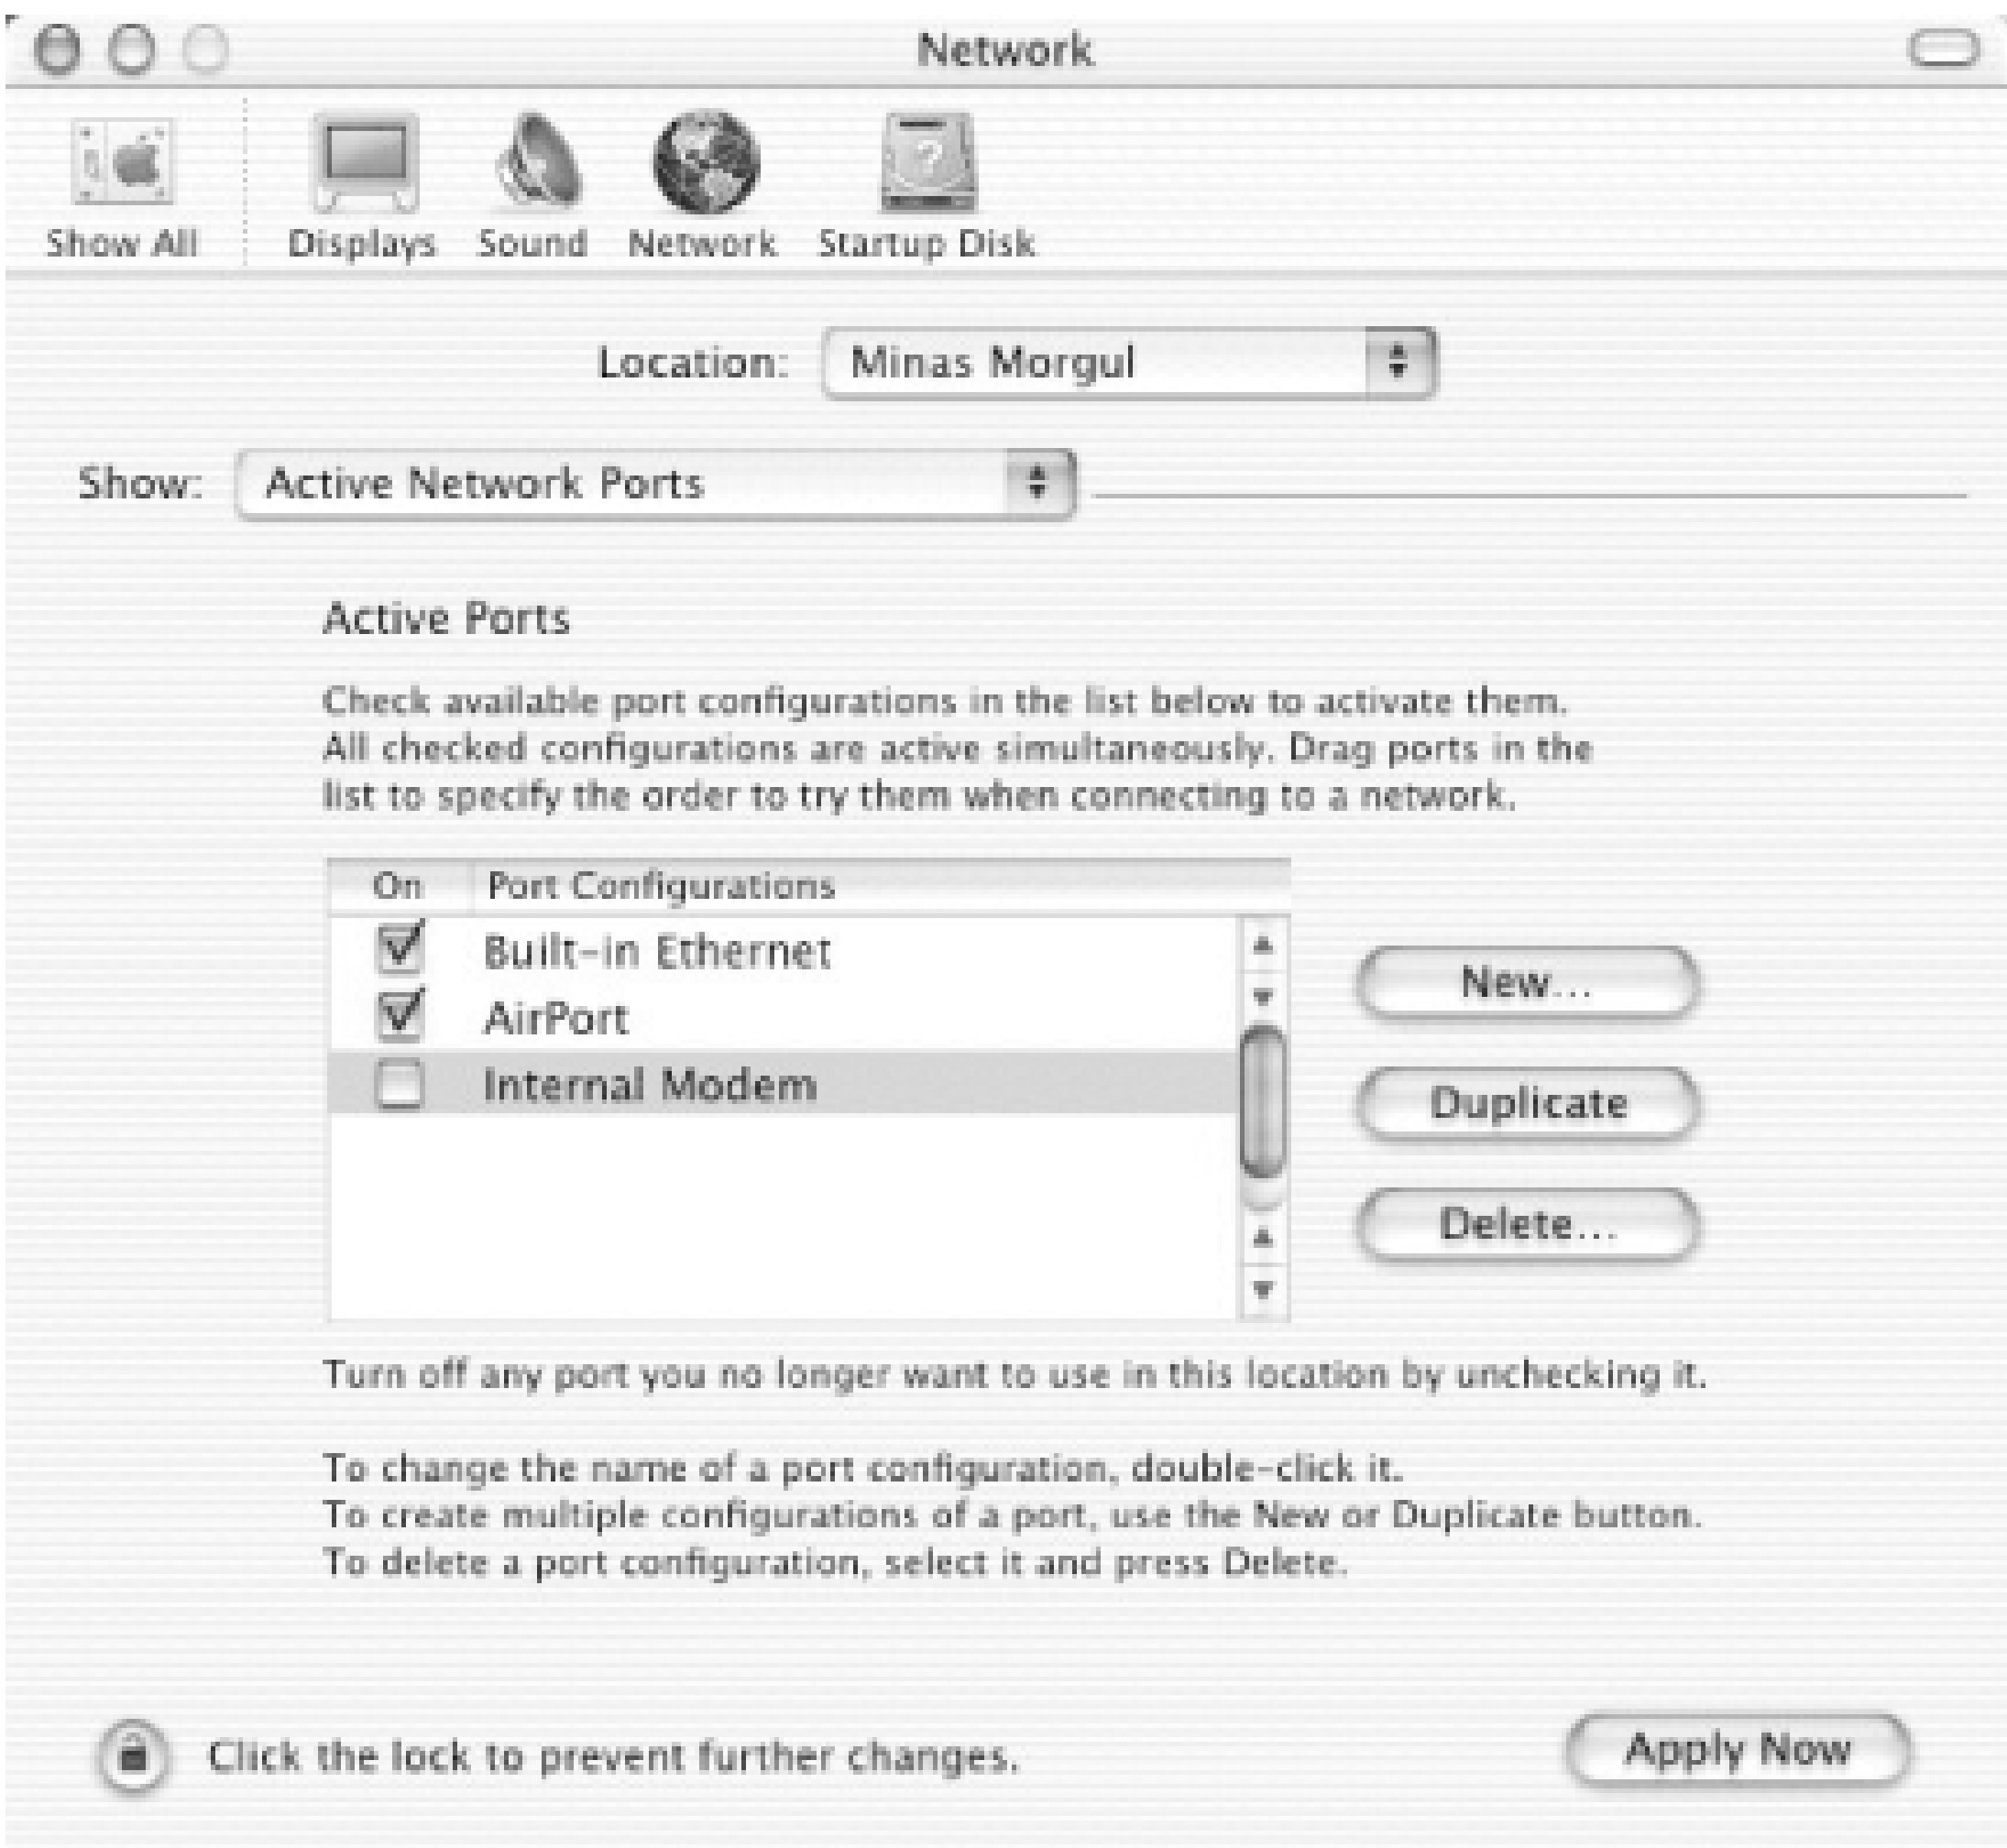 Network
Show All
Displays
Sound
Network
Startup Disk
Location: Minas Morgul
Show: Active Network Ports
Active Ports
Check available port configurations in the list below to activate them.
All checked configurations are active simultaneously. Drag ports in the
list to specify the order to try them when connecting to a network.
On Port Configurations
Built-in Ethernet
AirPort
Internal Modem
New...
Duplicate
Delete...
Turn off any port you no longer want to use in this location by unchecking it.
To change the name of a port configuration, double-click it.
To create multiple configurations of a port, use the New or Duplicate button.
To delete a port configuration, select it and press Delete.
Click the lock to prevent further changes.
Apply Now